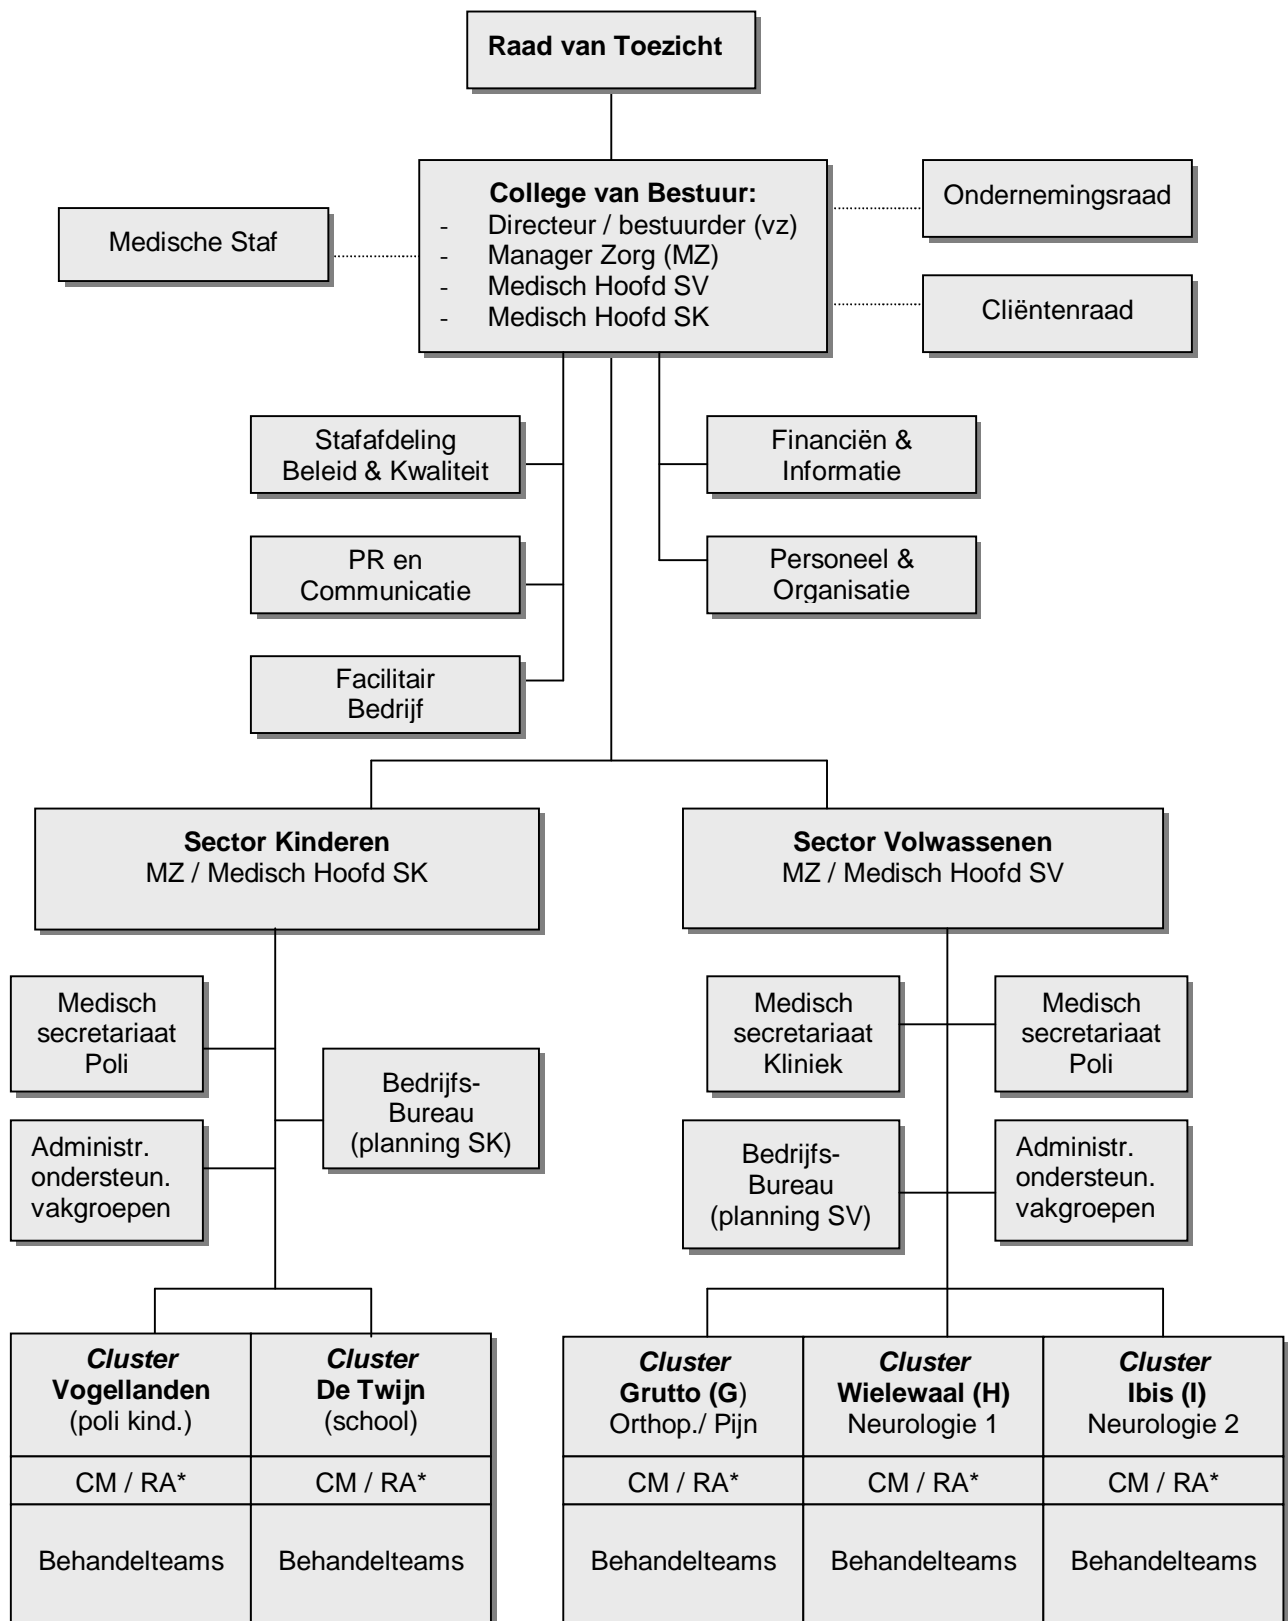 Raad van Toezicht
College van Bestuur:
- Directeur / bestuurder (vz)
- Manager Zorg (MZ)
- Medisch Hoofd SV
- Medisch Hoofd SK
Medische Staf
Ondernemingsraad
Cliëntenraad
Stafafdeling
Beleid & Kwaliteit
Financiën &
Informatie
PR en
Communicatie
Personeel &
Organisatie
Facilitair
Bedrijf
Sector Kinderen
MZ / Medisch Hoofd SK
Sector Volwassenen
MZ / Medisch Hoofd SV
Medisch
secretariaat
Poli
Bedrijfs-
Bureau
(planning SK)
Administr.
ondersteun.
vakgroepen
Medisch
secretariaat
Kliniek
Medisch
secretariaat
Poli
Bedrijfs-
Bureau
(planning SV)
Administr.
ondersteun.
vakgroepen
Cluster
Vogellanden
(poli kind.)
CM / RA*
Behandelteams
Cluster
De Twijn
(school)
CM / RA*
Behandelteams
Cluster
Grutto (G)
Orthop./ Pijn
CM / RA*
Behandelteams
Cluster
Wielewaal (H)
Neurologie 1
CM / RA*
Behandelteams
Cluster
Ibis (I)
Neurologie 2
CM / RA*
Behandelteams